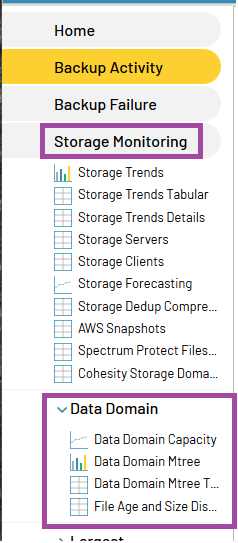 Home
Backup Activity
Backup Failure
Storage Monitoring
Storage Trends
Storage Trends Tabular
Storage Trends Details
Storage Servers
Storage Clients
Storage Forecasting
Storage Dedup Compre...
AWS Snapshots
Spectrum Protect Files...
Cohesity Storage Doma...
Data Domain
Data Domain Capacity
Data Domain Mtree
Data Domain Mtree T...
File Age and Size Dis...
Largest